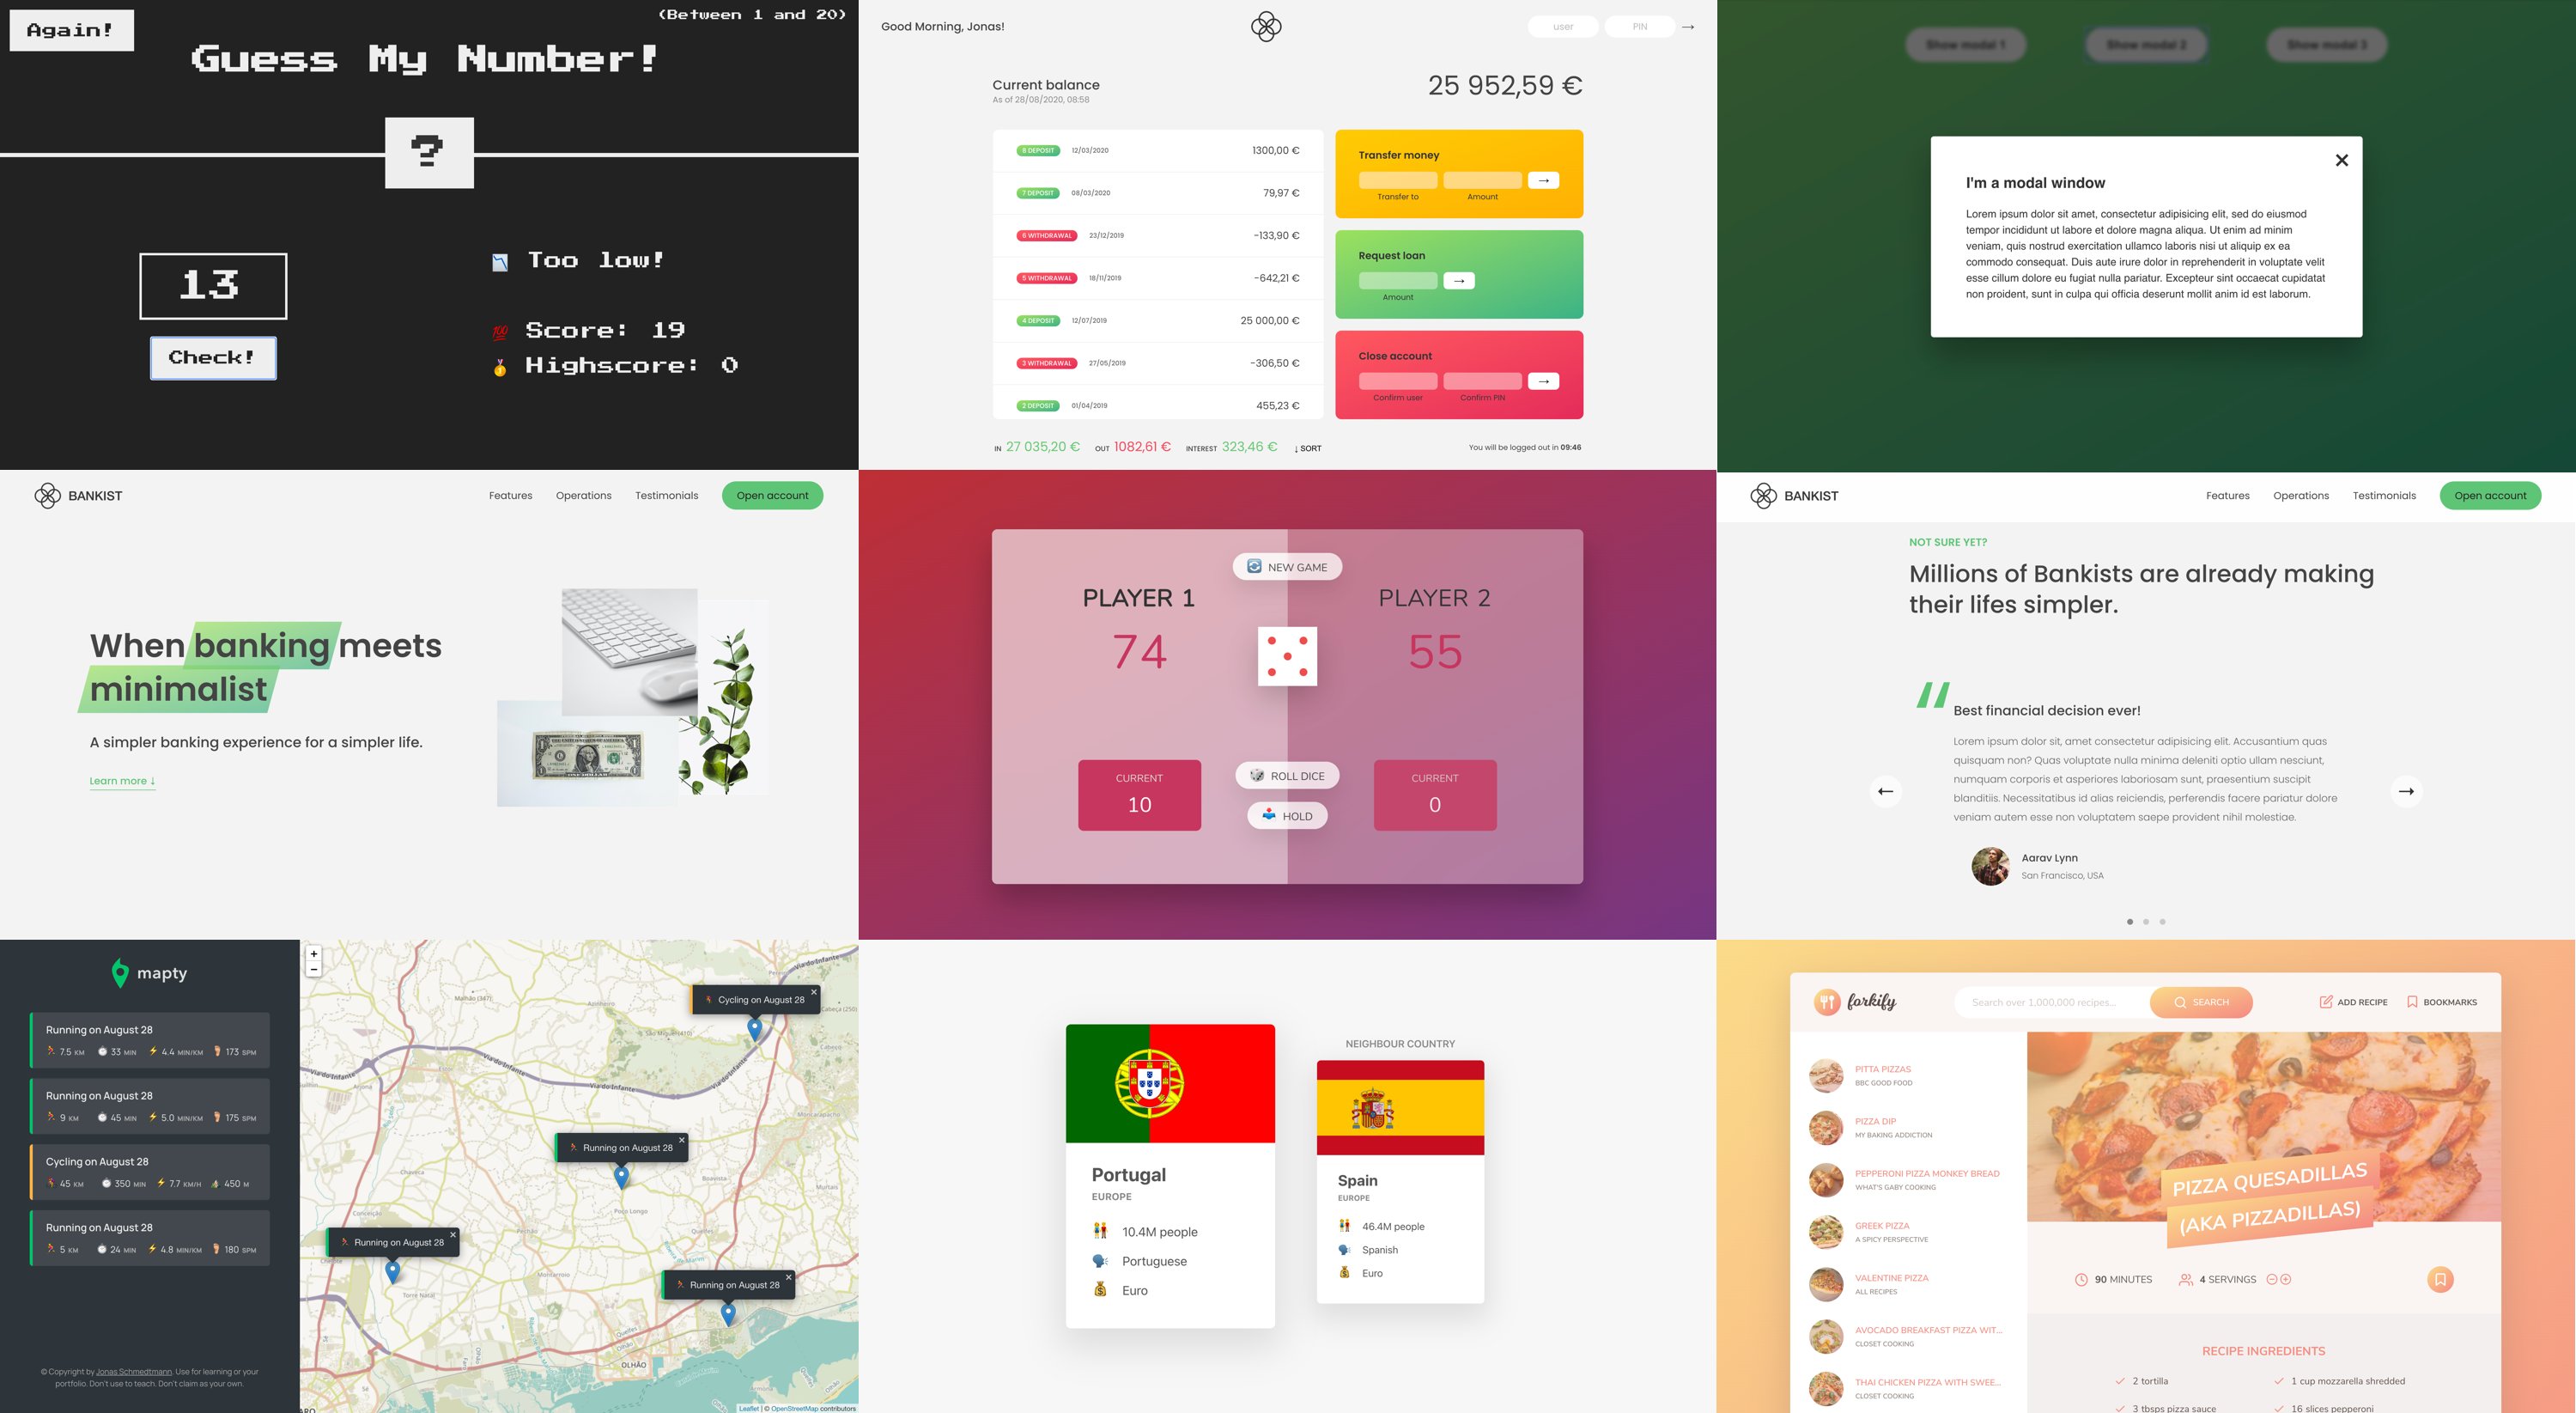 Again!
(Between 1 and 20)
Guess My Number!
?
13
Check!
Too low!
💯 Score: 19
Highscore: 0
Good Morning, Jonas!
user
PIN
→
Current balance
As of 28/08/2020, 08:58
25 952,59 €
8 DEPOSIT 12/03/2020 1300,00 €
7 DEPOSIT 08/03/2020 79,97 €
6 WITHDRAWAL 23/12/2019 -133,90 €
5 WITHDRAWAL 18/11/2019 -642,21 €
4 DEPOSIT 12/07/2019 25 000,00 €
3 WITHDRAWAL 27/05/2019 -306,50 €
2 DEPOSIT 01/04/2019 455,23 €
Transfer money
→
Transfer to Amount
Request loan
→
Amount
Close account
→
Confirm user Confirm PIN
IN 27 035,20 € OUT 1082,61 € INTEREST 323,46 € ↓ SORT
You will be logged out in 09:46
Show modal 1
Show modal 2
Show modal 3
×
I'm a modal window
Lorem ipsum dolor sit amet, consectetur adipisicing elit, sed do eiusmod
tempor incididunt ut labore et dolore magna aliqua. Ut enim ad minim
veniam, quis nostrud exercitation ullamco laboris nisi ut aliquip ex ea
commodo consequat. Duis aute irure dolor in reprehenderit in voluptate velit
esse cillum dolore eu fugiat nulla pariatur. Excepteur sint occaecat cupidatat
non proident, sunt in culpa qui officia deserunt mollit anim id est laborum.
BANKIST
Features Operations Testimonials Open account
When banking meets
minimalist
A simpler banking experience for a simpler life.
Learn more ↓
NEW GAME
PLAYER 1
74
PLAYER 2
55
CURRENT
10
ROLL DICE
HOLD
CURRENT
0
BANKIST
Features Operations Testimonials Open account
NOT SURE YET?
Millions of Bankists are already making
their lifes simpler.
Best financial decision ever!
Lorem ipsum dolor sit, amet consectetur adipisicing elit. Accusantium quas
quisquam non? Quas voluptate nulla minima deleniti optio ullam nesciunt,
numquam corporis et asperiores laboriosam sunt, praesentium suscipit
blanditiis. Necessitatibus id alias reiciendis, perferendis facere pariatur dolore
veniam autem esse non voluptatem saepe provident nihil molestiae.
← →
Aarav Lynn
San Francisco, USA
mapty
Running on August 28
7.5 KM 33 MIN 4.4 MIN/KM 173 SPM
Running on August 28
9 KM 45 MIN 5.0 MIN/KM 175 SPM
Cycling on August 28
45 KM 350 MIN 7.7 KM/H 450 M
Running on August 28
5 KM 24 MIN 4.8 MIN/KM 180 SPM
© Copyright by Jonas Schmedtmann. Use for learning or your
portfolio. Don't use to teach. Don't claim as your own.
+
−
Cycling on August 28 ×
Running on August 28 ×
Running on August 28 ×
Running on August 28 ×
Via do Infante
Via do Infante
Via do Infante
Poço Longo
Quelfes
OLHÃO
Leaflet | © OpenStreetMap contributors
Portugal
EUROPE
10.4M people
Portuguese
Euro
NEIGHBOUR COUNTRY
Spain
EUROPE
46.4M people
Spanish
Euro
forkify
Search over 1,000,000 recipes...
SEARCH
ADD RECIPE
BOOKMARKS
PITTA PIZZAS
BBC GOOD FOOD
PIZZA DIP
MY BAKING ADDICTION
PEPPERONI PIZZA MONKEY BREAD
WHAT'S GABY COOKING
GREEK PIZZA
A SPICY PERSPECTIVE
VALENTINE PIZZA
ALL RECIPES
AVOCADO BREAKFAST PIZZA WIT...
CLOSET COOKING
THAI CHICKEN PIZZA WITH SWEE...
CLOSET COOKING
PIZZA QUESADILLAS
(AKA PIZZADILLAS)
90 MINUTES 4 SERVINGS
RECIPE INGREDIENTS
2 tortilla
1 cup mozzarella shredded
3 tbsps pizza sauce
16 slices pepperoni